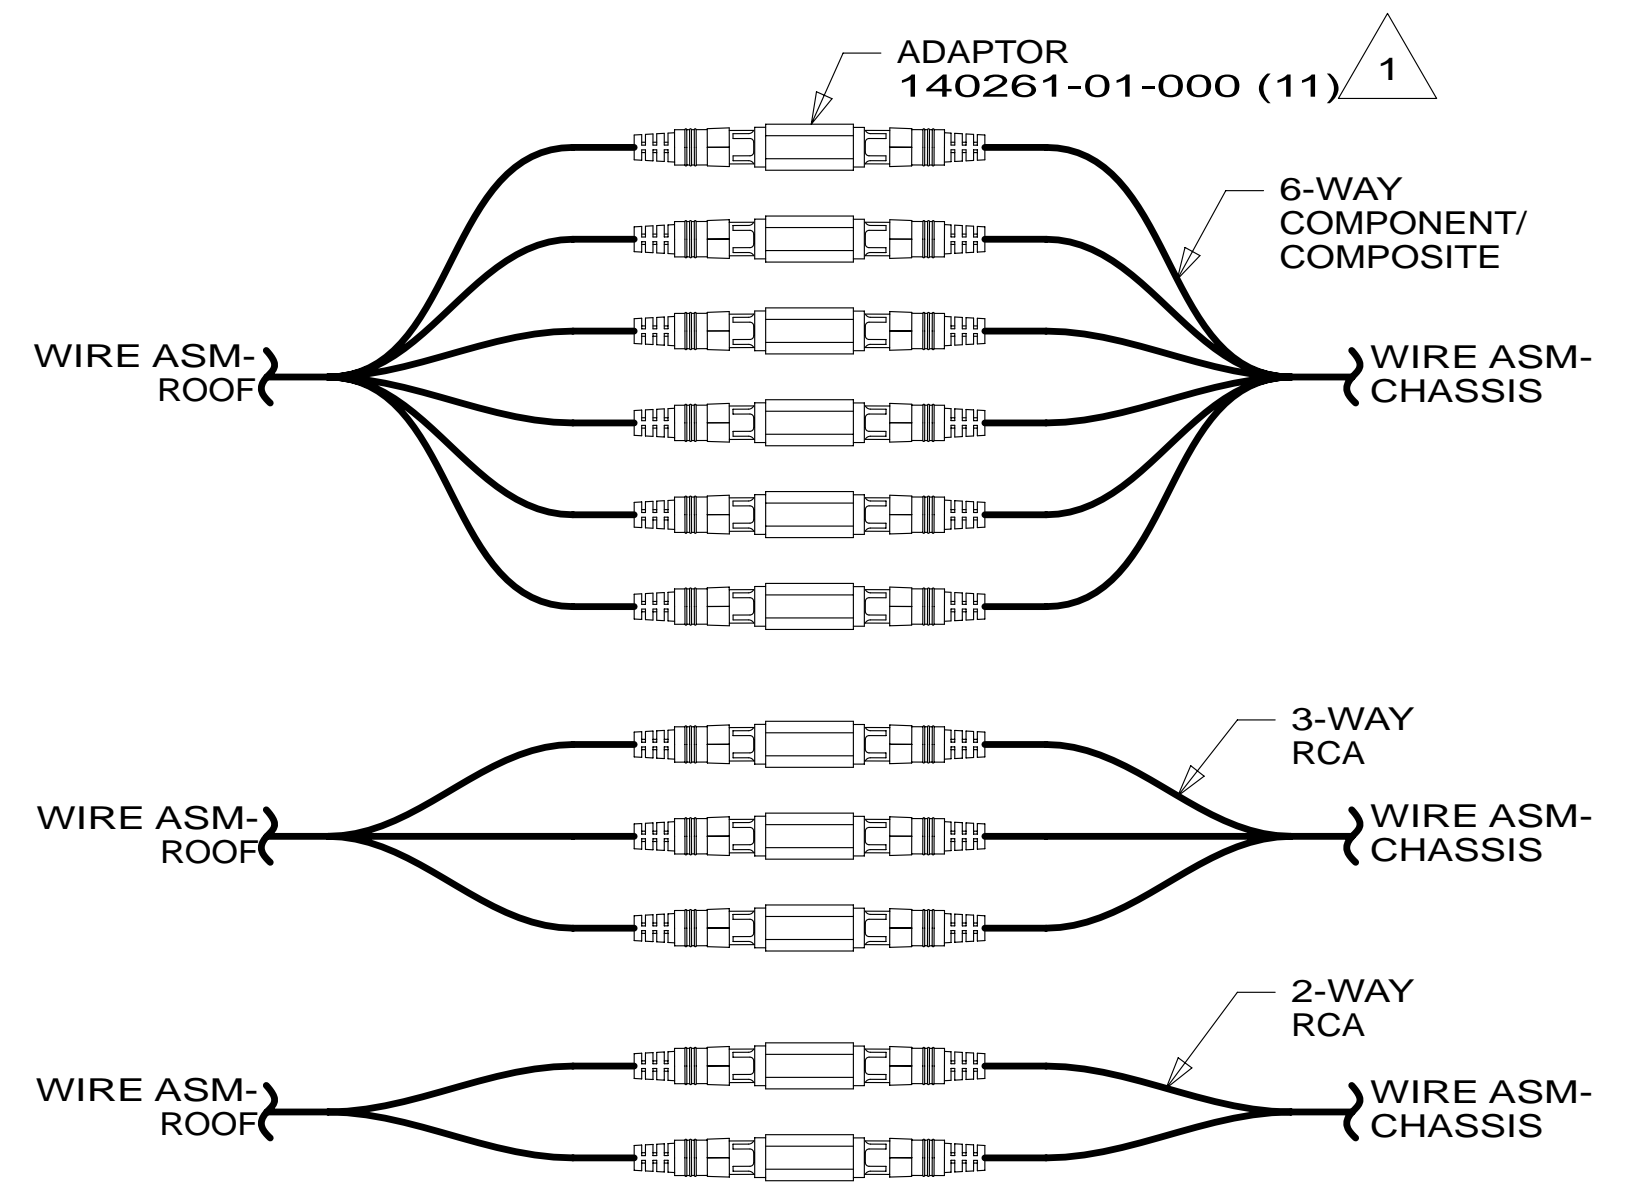 ADAPTOR
140261-01-000 (11)
1
6-WAY
COMPONENT/
COMPOSITE
WIRE ASM-
ROOF
WIRE ASM-
CHASSIS
3-WAY
RCA
WIRE ASM-
ROOF
WIRE ASM-
CHASSIS
2-WAY
RCA
WIRE ASM-
ROOF
WIRE ASM-
CHASSIS